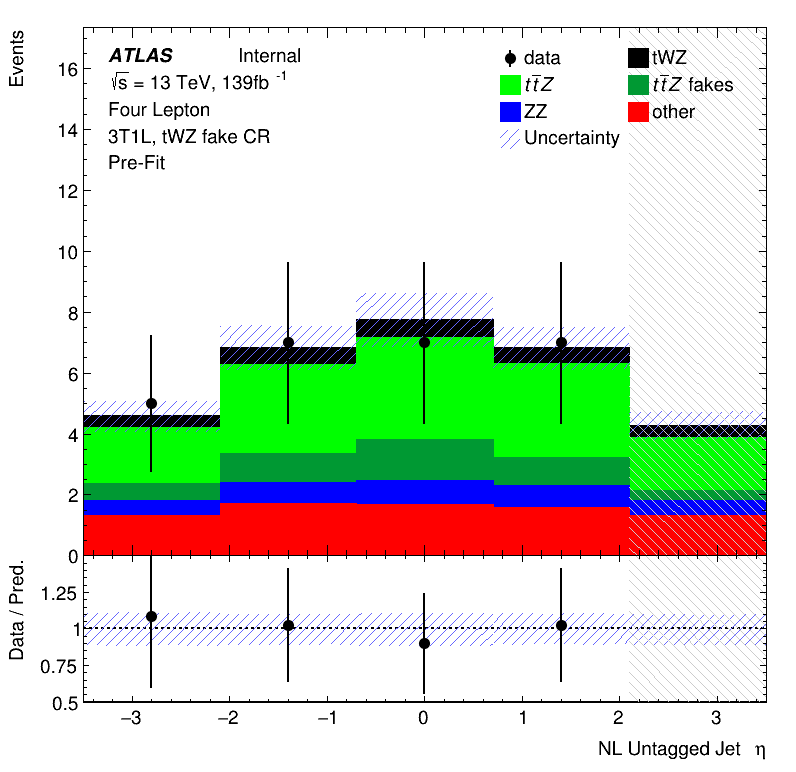 Events
ATLAS Internal
√s = 13 TeV, 139fb -1
Four Lepton
3T1L, tWZ fake CR
Pre-Fit
data
tWZ
tt̄Z
tt̄Z fakes
ZZ
other
Uncertainty
16
14
12
10
8
6
4
2
0
Data / Pred.
1.25
1
0.75
0.5
−3 −2 −1 0 1 2 3
NL Untagged Jet η